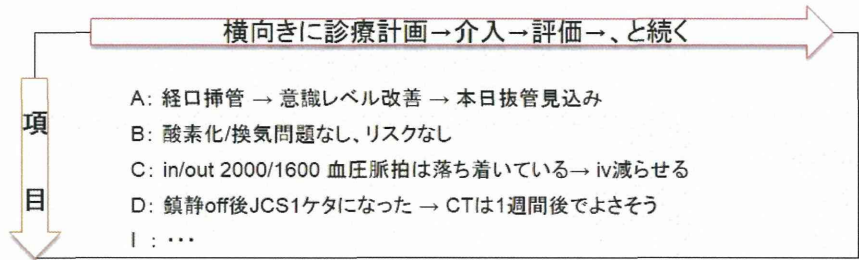 横向きに診療計画→介入→評価→、と続く
項
目
A: 経口挿管 → 意識レベル改善 → 本日抜管見込み
B: 酸素化/換気問題なし、リスクなし
C: in/out 2000/1600 血圧脈拍は落ち着いている→ iv減らせる
D: 鎮静off後JCS1ケタになった → CTは1週間後でよさそう
I : ・・・